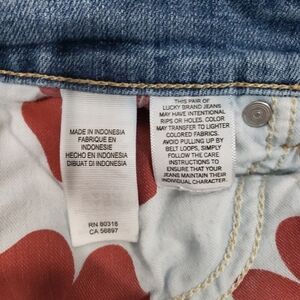 MADE IN INDONESIA
FABRIQUE EN
INDONESIE
HECHO EN INDONESIA
DIBUAT DI INDONESIA
RN 80318
CA 56897
THIS PAIR OF
LUCKY BRAND JEANS
MAY HAVE INTENTIONAL
RIPS OR HOLES. COLOR
MAY TRANSFER TO LIGHTER
COLORED FABRICS.
AVOID PULLING UP BY
BELT LOOPS, SIMPLY
FOLLOW THE CARE
INSTRUCTIONS TO
ENSURE THAT YOUR
JEANS MAINTAIN THEIR
INDIVIDUAL CHARACTER.